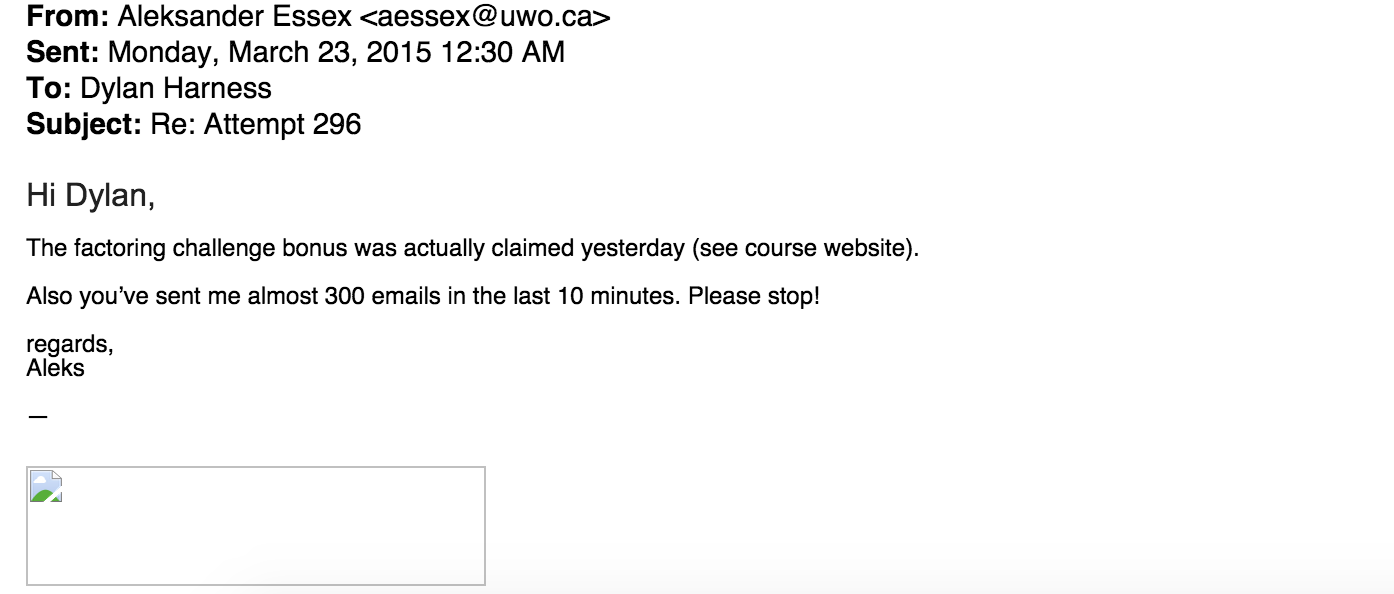 From: Aleksander Essex <aessex@uwo.ca>
Sent: Monday, March 23, 2015 12:30 AM
To: Dylan Harness
Subject: Re: Attempt 296
Hi Dylan,
The factoring challenge bonus was actually claimed yesterday (see course website).
Also you’ve sent me almost 300 emails in the last 10 minutes. Please stop!
regards,
Aleks
—